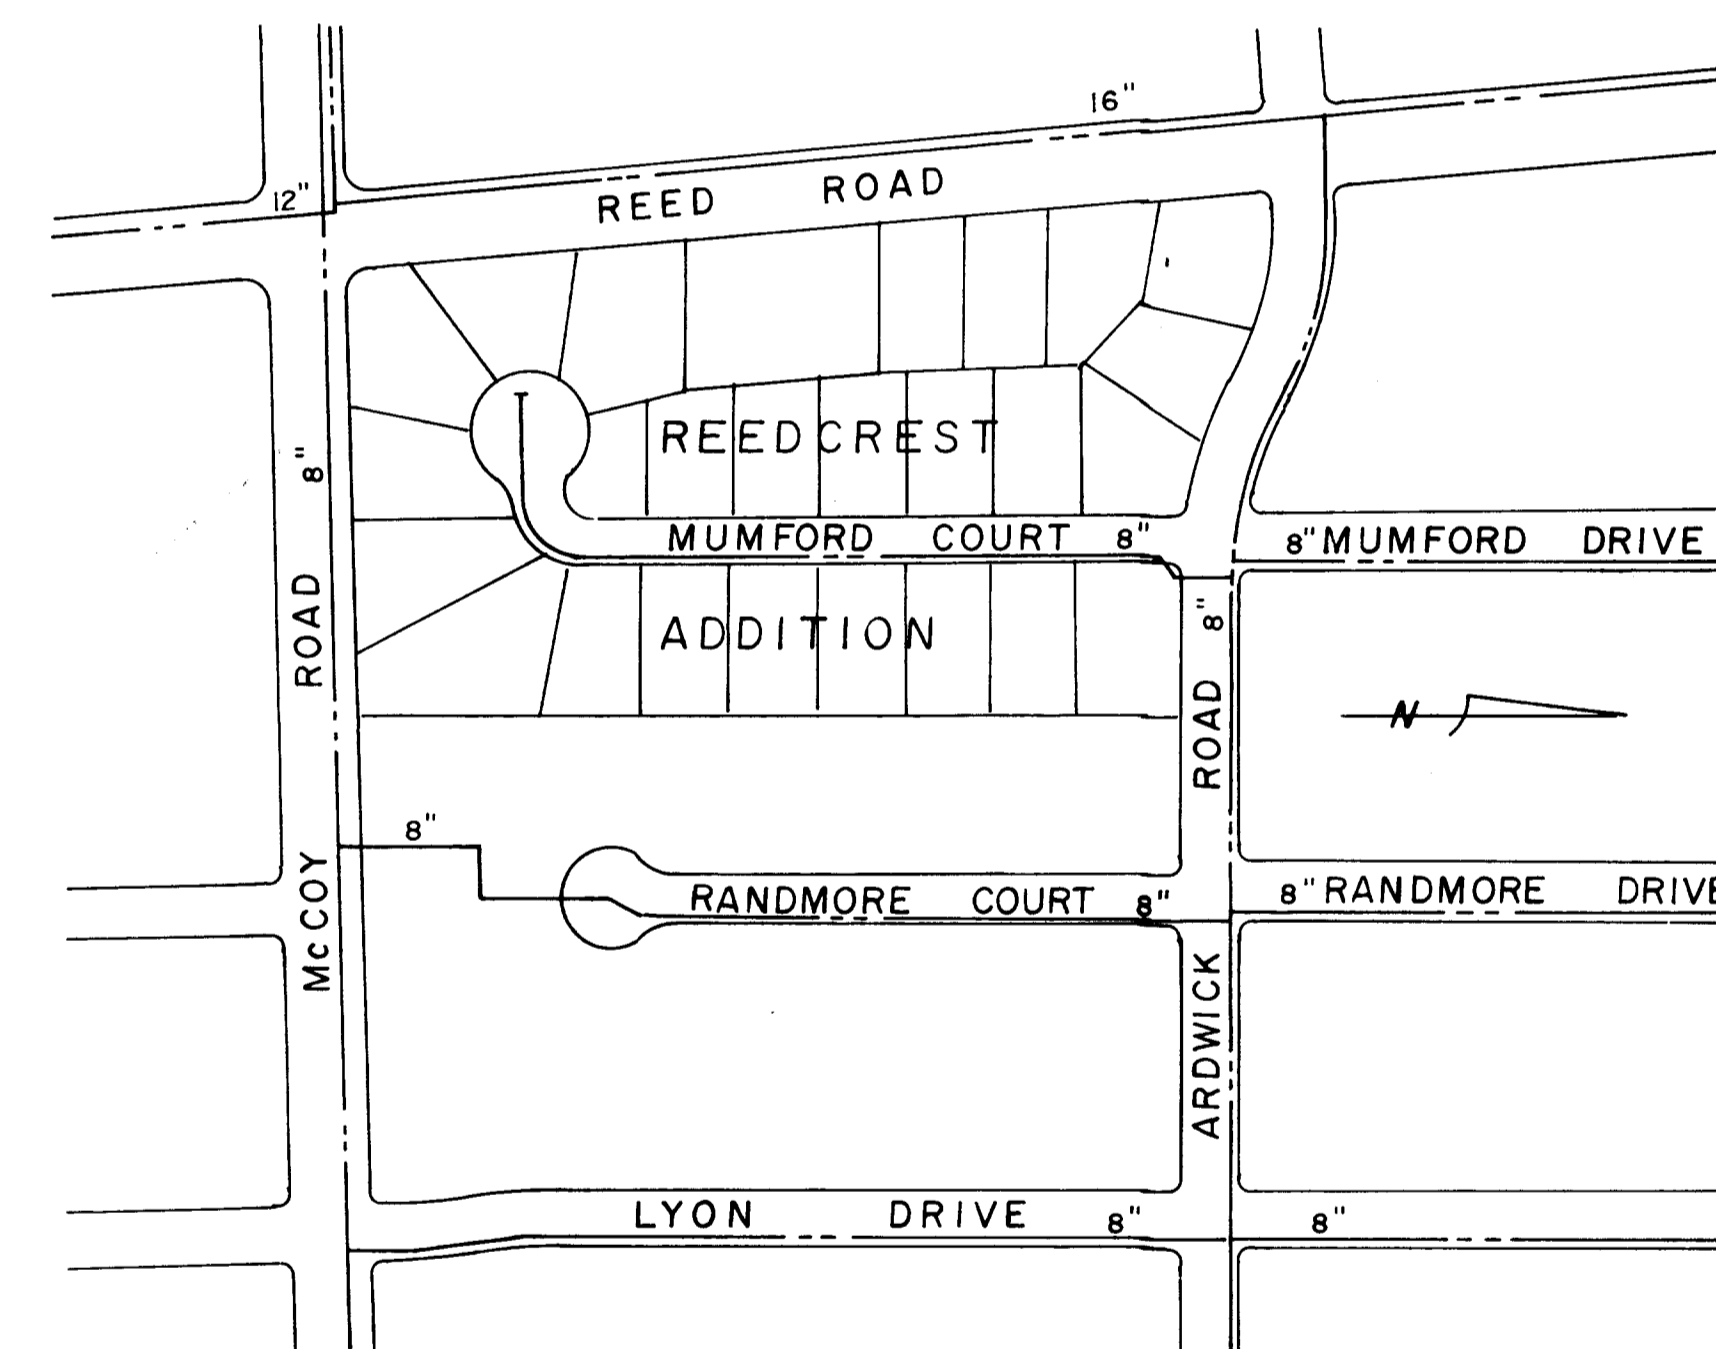 16"
12"
REED ROAD
8"
REEDCREST
MUMFORD COURT 8"
8" MUMFORD DRIVE
ADDITION
8"
McCOY ROAD
ARDWICK ROAD
N
8"
RANDMORE COURT 8"
8" RANDMORE DRIVE
LYON DRIVE 8"
8"